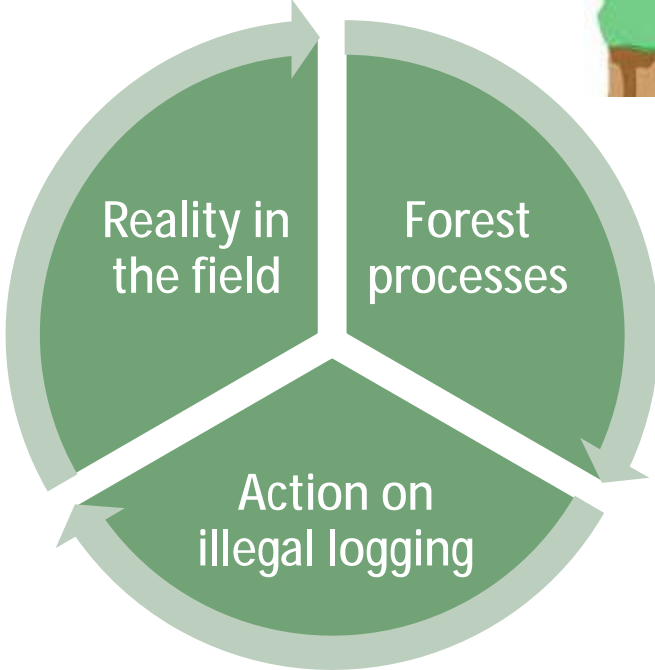 Reality in
the field
Forest
processes
Action on
illegal logging